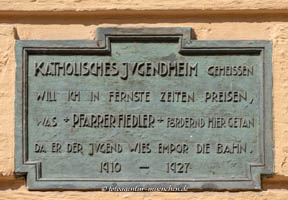 KATHOLISCHES JVGENDHEIM GEHEISSEN
WILL ICH IN FERNSTE ZEITEN PREISEN,
WAS + PFARRER FIEDLER + FÖRDERND HIER GETAN
DA ER DER JVGEND WIES EMPOR DIE BAHN.
1910 — 1927
© fotogantur-muenchen.de